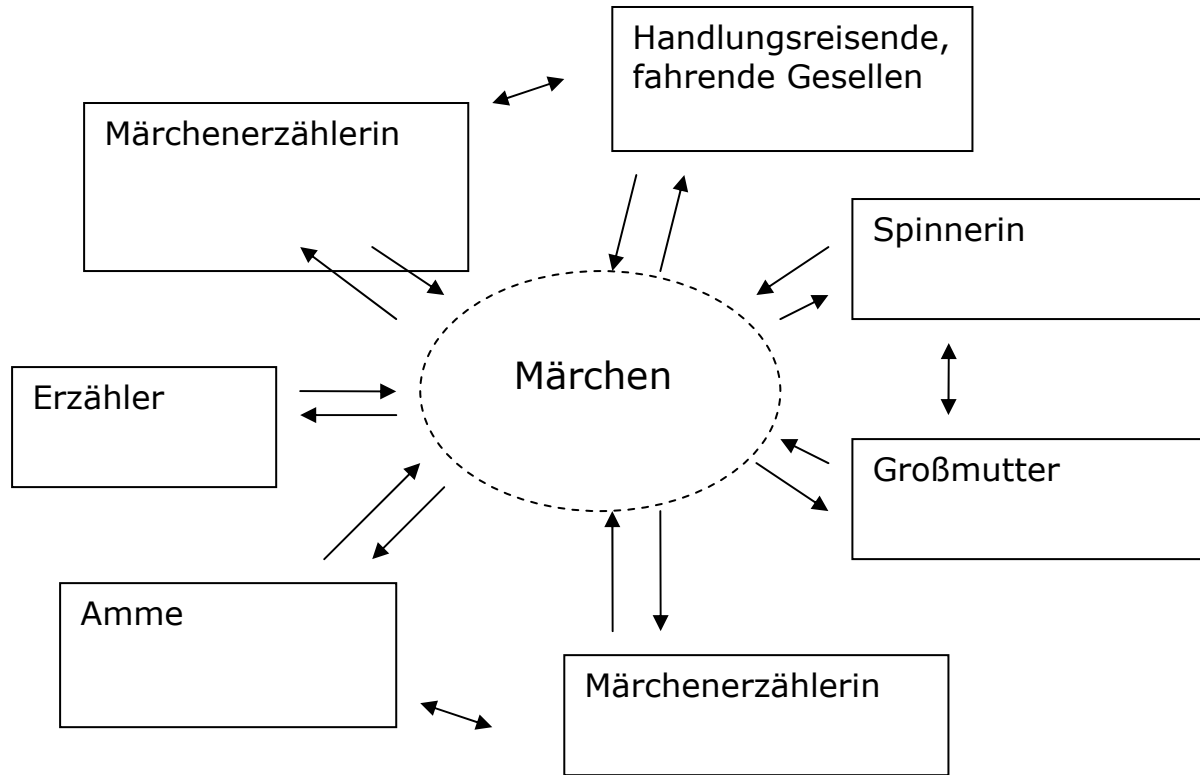 Handlungsreisende,
fahrende Gesellen
Märchenerzählerin
Spinnerin
Märchen
Erzähler
Großmutter
Amme
Märchenerzählerin